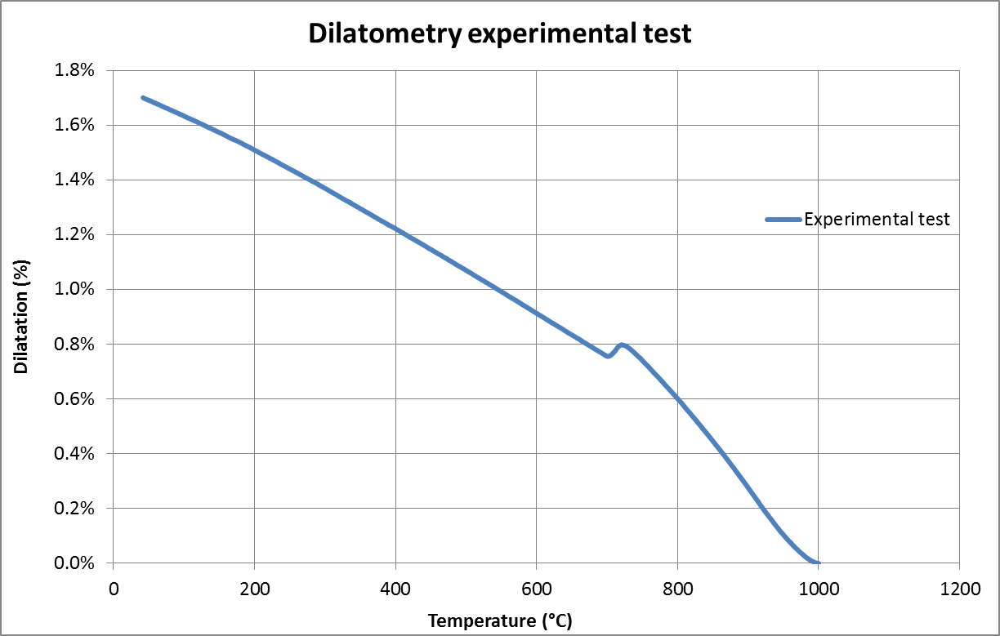 Dilatometry experimental test
1.8%
1.6%
1.4%
1.2%
1.0%
0.8%
0.6%
0.4%
0.2%
0.0%
Dilatation (%)
Experimental test
0 200 400 600 800 1000 1200
Temperature (°C)